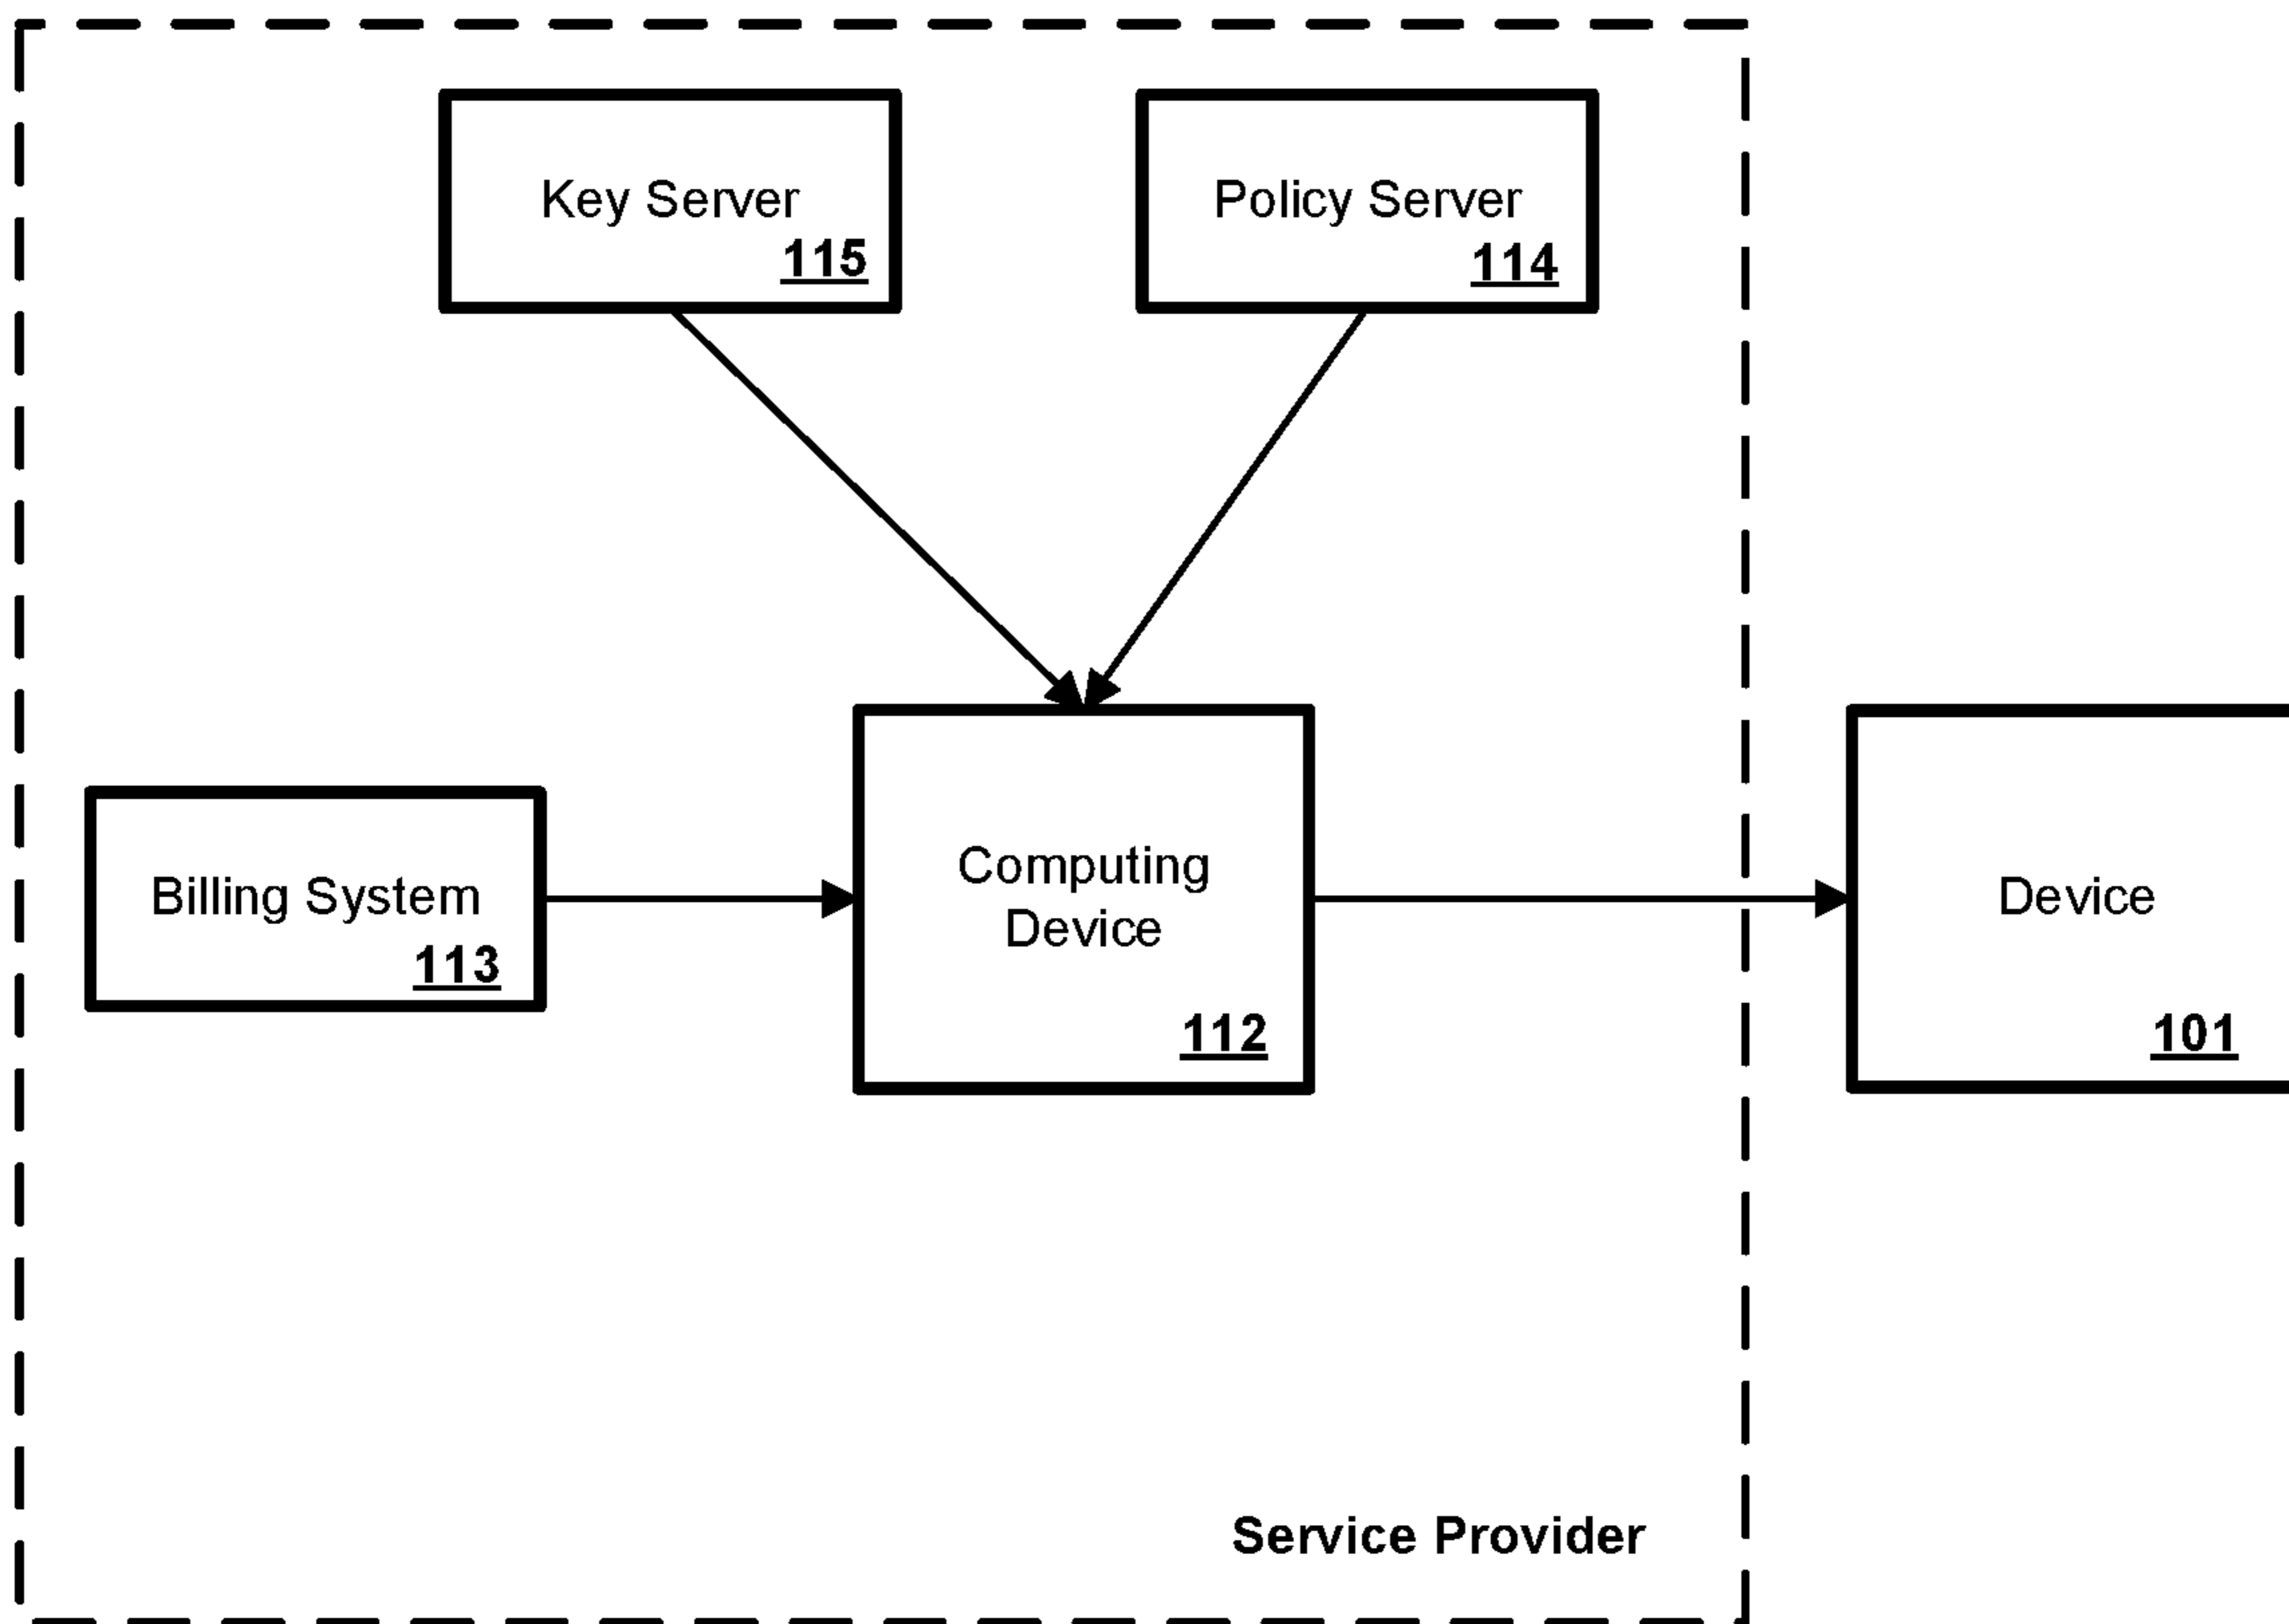 Key Server
115
Policy Server
114
Billing System
113
Computing
Device
112
Device
101
Service Provider